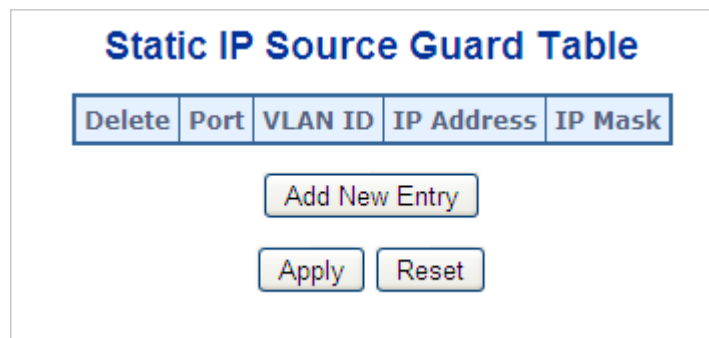 Static IP Source Guard Table
Delete Port VLAN ID IP Address IP Mask
Add New Entry
Apply Reset